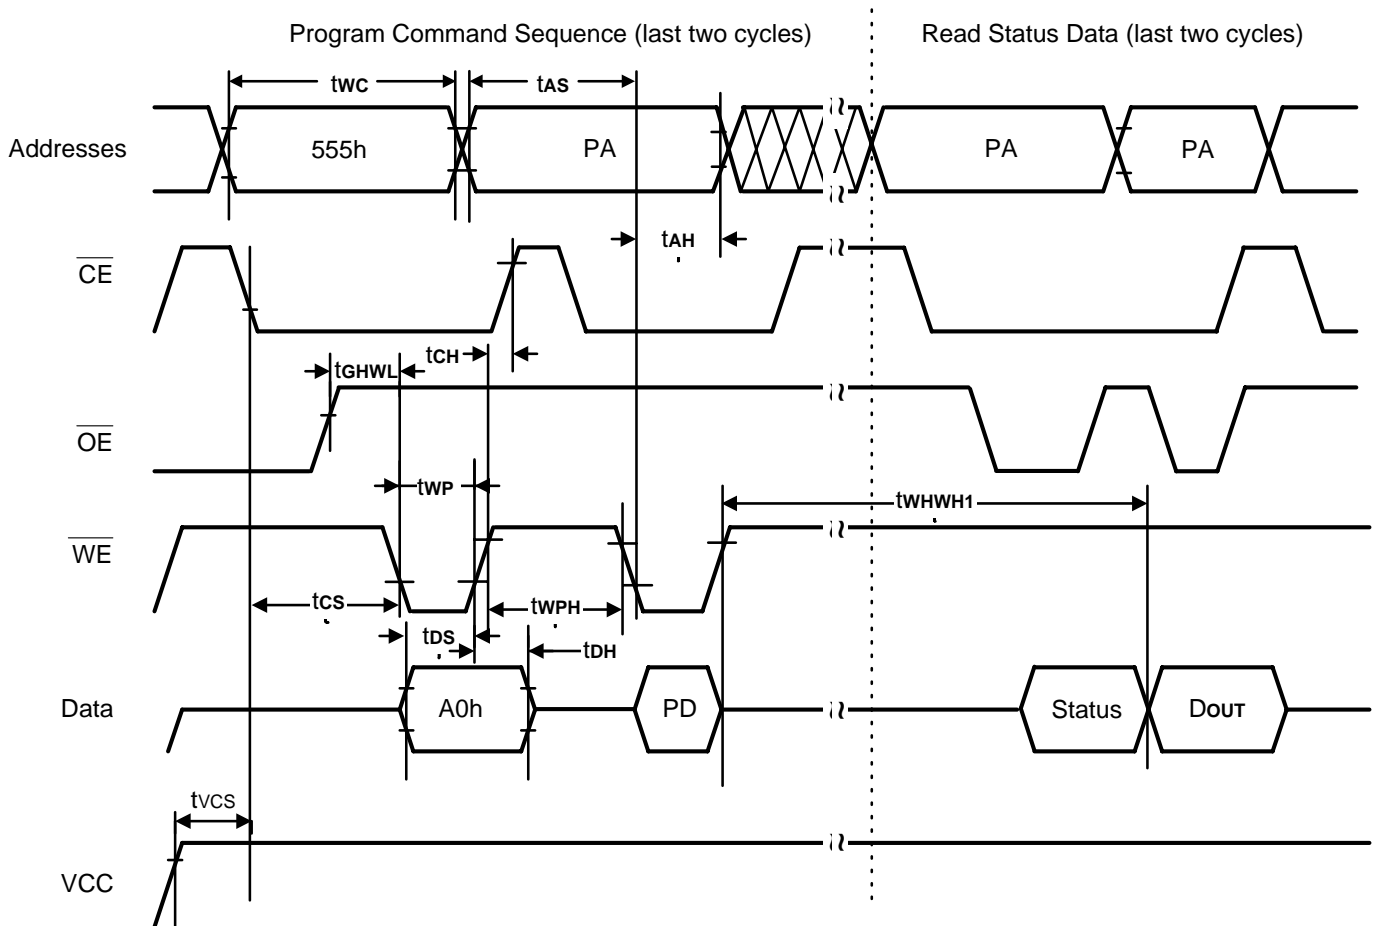 Program Command Sequence (last two cycles)
Read Status Data (last two cycles)
tWC
tAS
Addresses
555h
PA
PA
PA
tAH
CE
tCH
tGHWL
OE
tWP
tWHWH1
WE
tCS
tWPH
tDS
tDH
Data
A0h
PD
Status
DOUT
tVCS
VCC